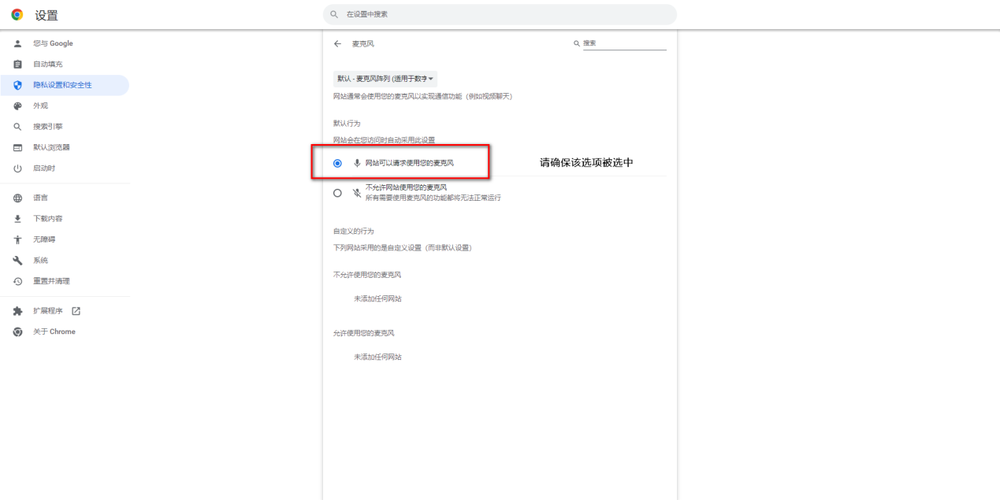 设置
在设置中搜索
您与 Google
自动填充
隐私设置和安全性
外观
搜索引擎
默认浏览器
启动时
语言
下载内容
无障碍
系统
重置并清理
扩展程序
关于 Chrome
麦克风
搜索
默认 - 麦克风阵列 (适用于数字
网站通常会使用您的麦克风以实现通信功能（例如视频聊天）
默认行为
网站会在您访问时自动采用此设置
网站可以请求使用您的麦克风
请确保该选项被选中
不允许网站使用您的麦克风
所有需要使用麦克风的功能都将无法正常运行
自定义的行为
下列网站采用的是自定义设置（而非默认设置）
不允许使用您的麦克风
未添加任何网站
允许使用您的麦克风
未添加任何网站